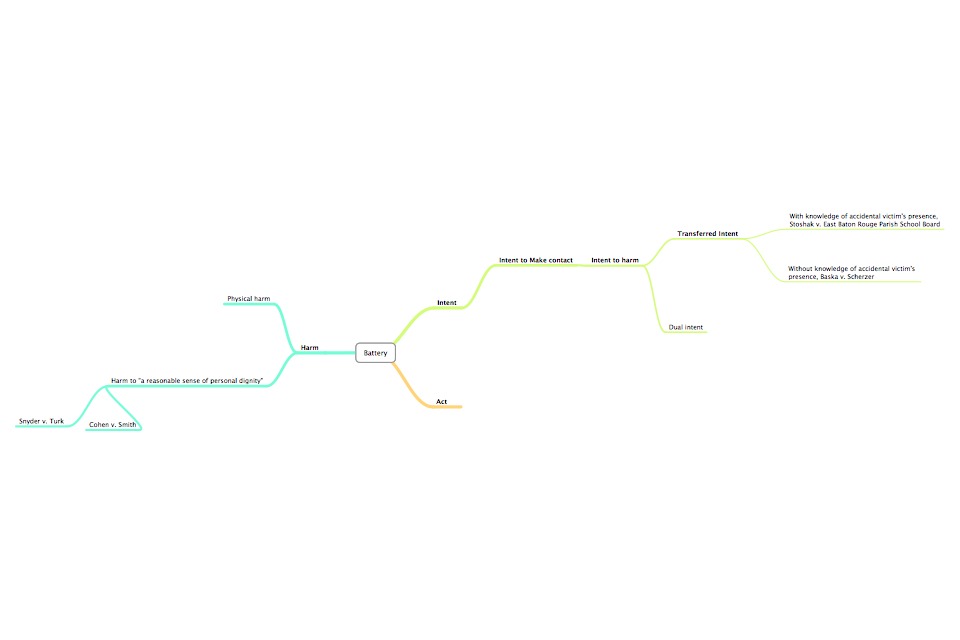 With knowledge of accidental victim's presence,
Stoshak v. East Baton Rouge Parish School Board
Transferred Intent
Intent to Make contact
Intent to harm
Without knowledge of accidental victim's
presence, Baska v. Scherzer
Physical harm
Intent
Dual intent
Harm
Battery
Harm to "a reasonable sense of personal dignity"
Act
Snyder v. Turk
Cohen v. Smith